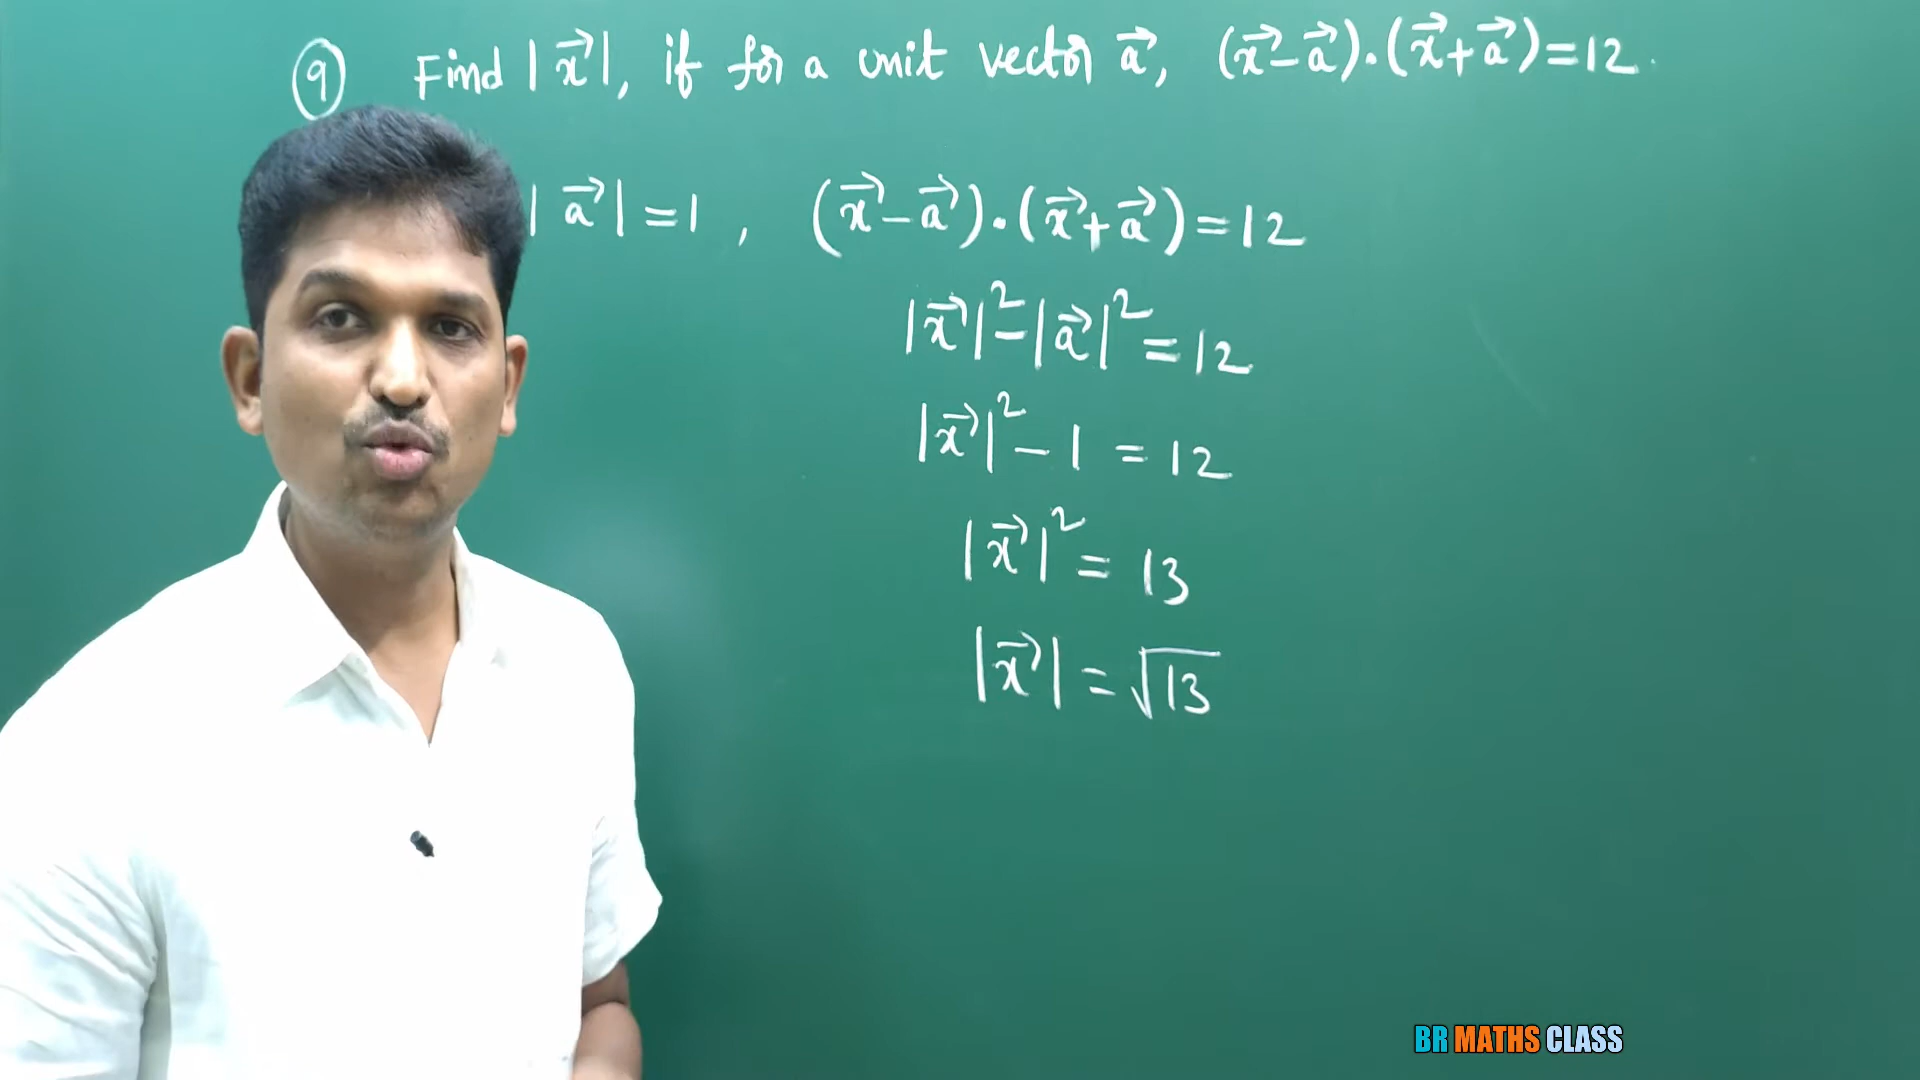 9 Find |x⃗|, if for a unit vector a⃗, (x⃗-a⃗).(x⃗+a⃗)=12.
|a⃗|=1, (x⃗-a⃗).(x⃗+a⃗)=12
|x⃗|²-|a⃗|²=12
|x⃗|²-1=12
|x⃗|²=13
|x⃗|=√13
BR MATHS CLASS